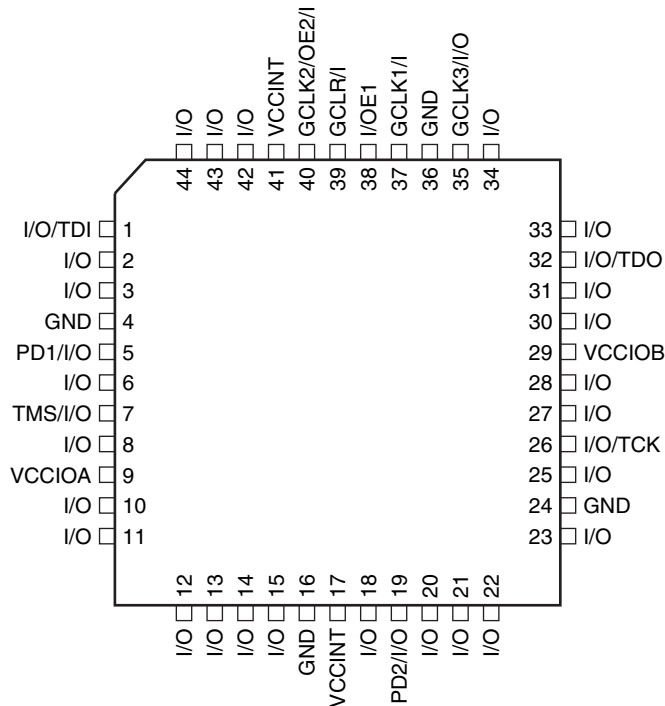 I/O
I/O
I/O
VCCINT
GCLK2/OE2/I
GCLR/I
I/OE1
GCLK1/I
GND
GCLK3/I/O
I/O
44
43
42
41
40
39
38
37
36
35
34
I/O/TDI 1
I/O 2
I/O 3
GND 4
PD1/I/O 5
I/O 6
TMS/I/O 7
I/O 8
VCCIOA 9
I/O 10
I/O 11
33 I/O
32 I/O/TDO
31 I/O
30 I/O
29 VCCIOB
28 I/O
27 I/O
26 I/O/TCK
25 I/O
24 GND
23 I/O
12
13
14
15
16
17
18
19
20
21
22
I/O
I/O
I/O
I/O
GND
VCCINT
I/O
PD2/I/O
I/O
I/O
I/O